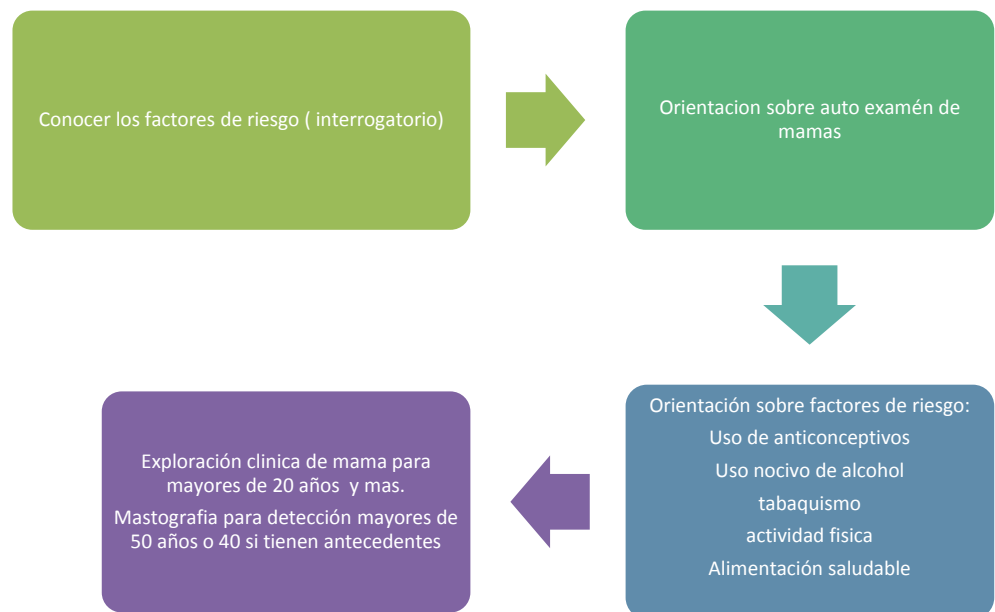 Conocer los factores de riesgo ( interrogatorio)
Orientacion sobre auto examén de
mamas
Orientación sobre factores de riesgo:
Uso de anticonceptivos
Uso nocivo de alcohol
tabaquismo
actividad fisica
Alimentación saludable
Exploración clinica de mama para
mayores de 20 años  y mas.
Mastografia para detección mayores de
50 años o 40 si tienen antecedentes